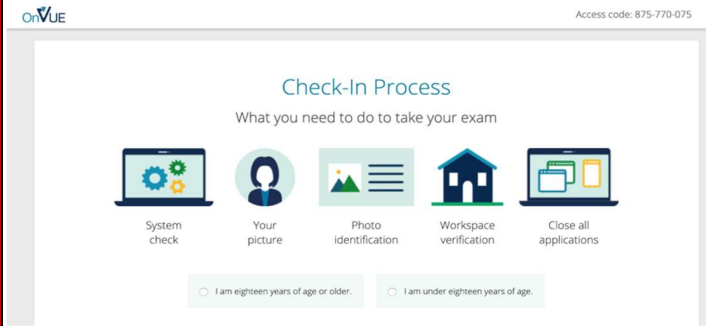 OnVUE
Access code: 875-770-075
Check-In Process
What you need to do to take your exam
System
check
Your
picture
Photo
identification
Workspace
verification
Close all
applications
I am eighteen years of age or older.
I am under eighteen years of age.